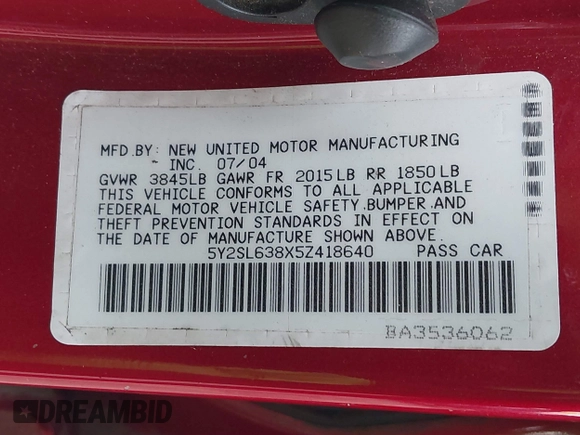 MFD.BY: NEW UNITED MOTOR MANUFACTURING
INC. 07/04
GVWR 3845LB GAWR FR 2015LB RR 1850LB
THIS VEHICLE CONFORMS TO ALL APPLICABLE
FEDERAL MOTOR VEHICLE SAFETY.BUMPER.AND
THEFT PREVENTION STANDARDS IN EFFECT ON
THE DATE OF MANUFACTURE SHOWN ABOVE.
5Y2SL638X5Z418640 PASS CAR
BA3536062
DREAMBID